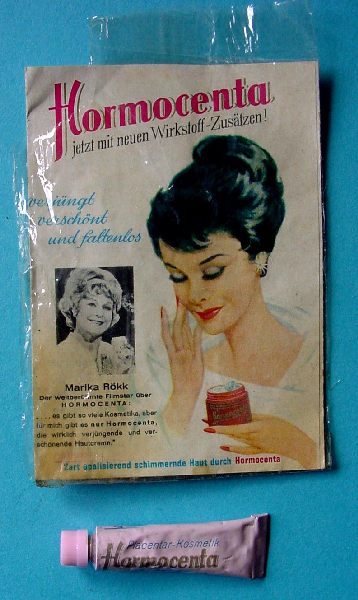 Hormocenta
jetzt mit neuen Wirkstoff-Zusätzen!
verjüngt
verschönt
und faltenlos
Marika Rökk
Der weltberühmte Filmstar über
HORMOCENTA:
"....es gibt so viele Kosmetika, aber
für mich gibt es nur Hormocenta,
die wirklich verjüngende und ver-
schönende Hautcreme."
Hormocenta
Zart opalisierend schimmernde Haut durch Hormocenta
Placentar-Kosmetik
Hormocenta